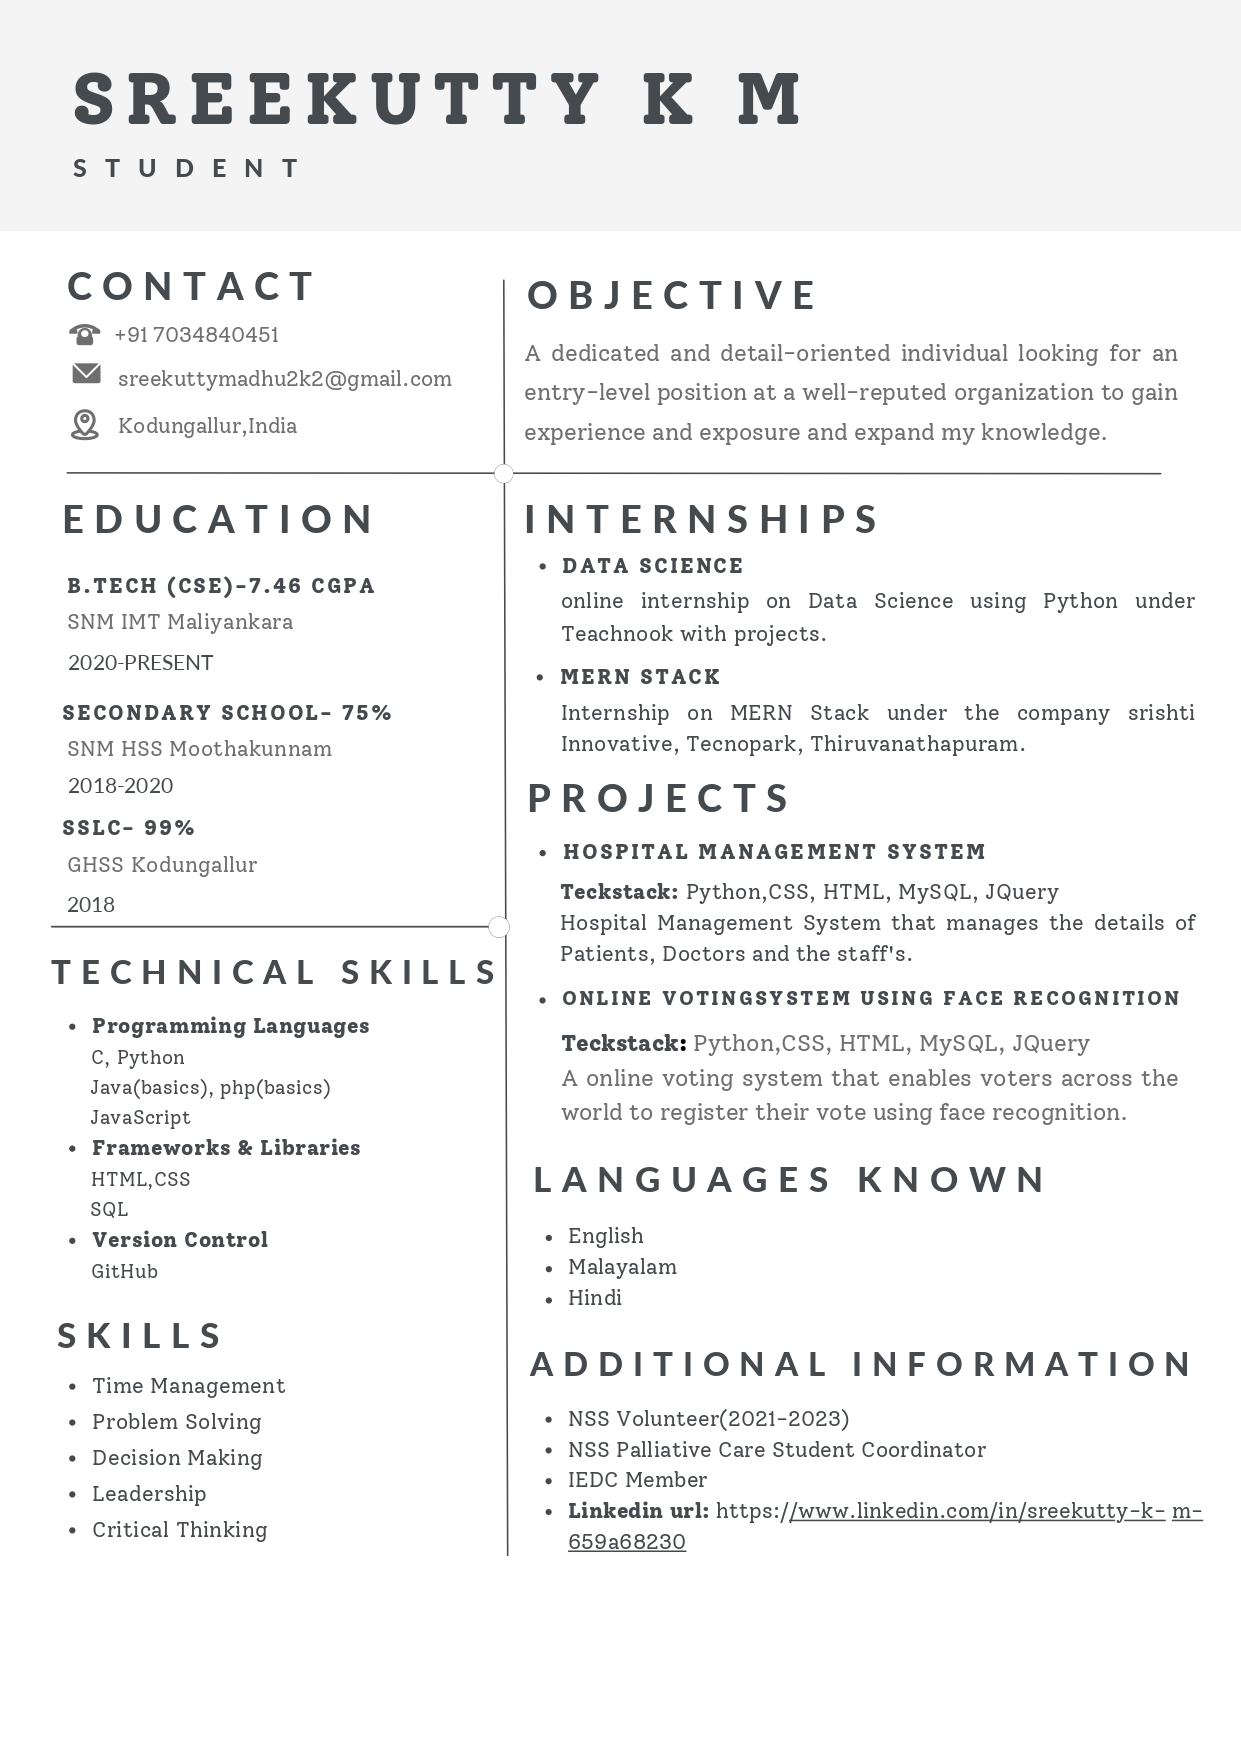 SREEKUTTY K M
STUDENT
CONTACT
+91 7034840451
sreekuttymadhu2k2@gmail.com
Kodungallur,India
OBJECTIVE
A dedicated and detail-oriented individual looking for an
entry-level position at a well-reputed organization to gain
experience and exposure and expand my knowledge.
EDUCATION
B.TECH (CSE)-7.46 CGPA
SNM IMT Maliyankara
2020-PRESENT
SECONDARY SCHOOL- 75%
SNM HSS Moothakunnam
2018-2020
SSLC- 99%
GHSS Kodungallur
2018
TECHNICAL SKILLS
• Programming Languages
C, Python
Java(basics), php(basics)
JavaScript
• Frameworks & Libraries
HTML,CSS
SQL
• Version Control
GitHub
SKILLS
• Time Management
• Problem Solving
• Decision Making
• Leadership
• Critical Thinking
INTERNSHIPS
• DATA SCIENCE
online internship on Data Science using Python under
Teachnook with projects.
• MERN STACK
Internship on MERN Stack under the company srishti
Innovative, Tecnopark, Thiruvanathapuram.
PROJECTS
• HOSPITAL MANAGEMENT SYSTEM
Teckstack: Python,CSS, HTML, MySQL, JQuery
Hospital Management System that manages the details of
Patients, Doctors and the staff's.
• ONLINE VOTINGSYSTEM USING FACE RECOGNITION
Teckstack: Python,CSS, HTML, MySQL, JQuery
A online voting system that enables voters across the
world to register their vote using face recognition.
LANGUAGES KNOWN
• English
• Malayalam
• Hindi
ADDITIONAL INFORMATION
• NSS Volunteer(2021-2023)
• NSS Palliative Care Student Coordinator
• IEDC Member
• Linkedin url: https://www.linkedin.com/in/sreekutty-k- m-
659a68230